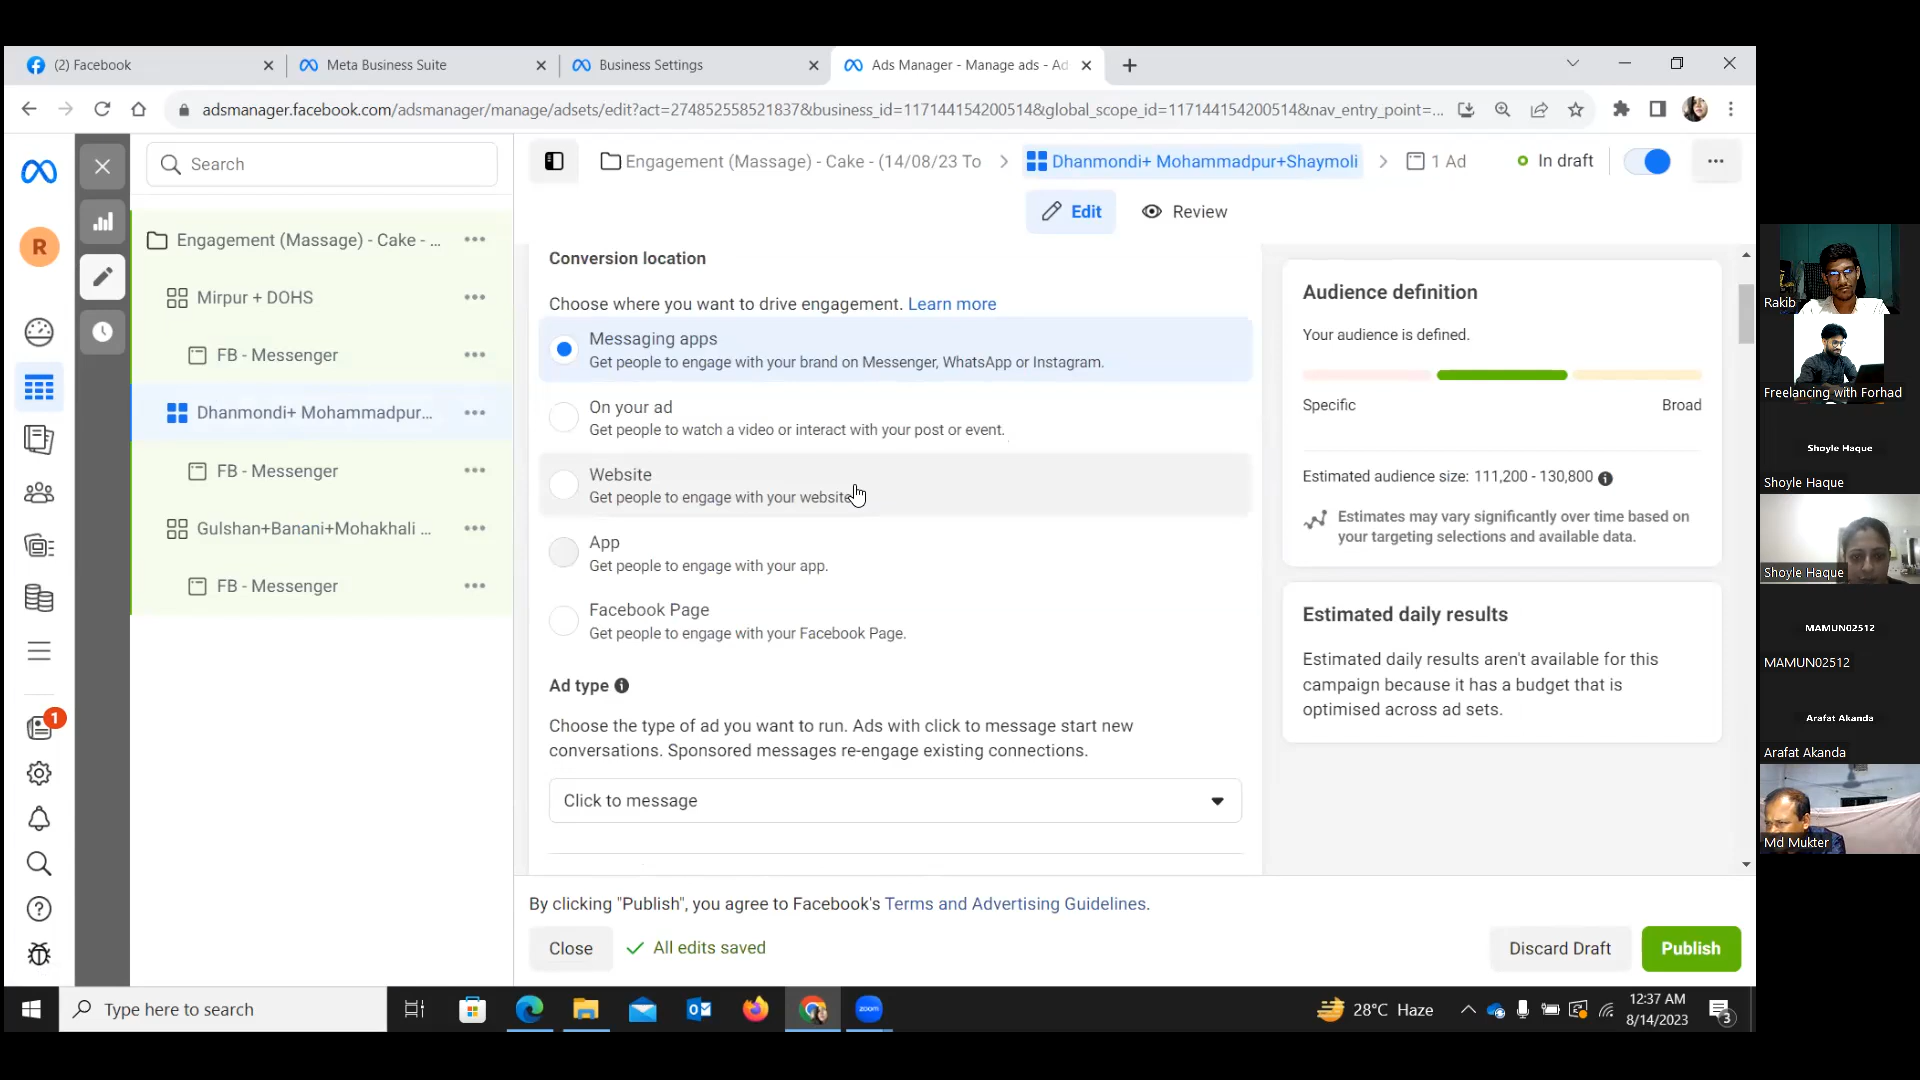 (2) Facebook
Meta Business Suite
Business Settings
Ads Manager - Manage ads - Ad
adsmanager.facebook.com/adsmanager/manage/adsets/edit?act=274852558521837&business_id=117144154200514&global_scope_id=117144154200514&nav_entry_point=...
Search
Engagement (Massage) - Cake - (14/08/23 To
Dhanmondi+ Mohammadpur+Shaymoli
1 Ad
In draft
Edit
Review
R
Engagement (Massage) - Cake - ...
Mirpur + DOHS
FB - Messenger
Dhanmondi+ Mohammadpur...
FB - Messenger
Gulshan+Banani+Mohakhali ...
FB - Messenger
1
Conversion location
Choose where you want to drive engagement. Learn more
Messaging apps
Get people to engage with your brand on Messenger, WhatsApp or Instagram.
On your ad
Get people to watch a video or interact with your post or event.
Website
Get people to engage with your website
App
Get people to engage with your app.
Facebook Page
Get people to engage with your Facebook Page.
Ad type
Choose the type of ad you want to run. Ads with click to message start new
conversations. Sponsored messages re-engage existing connections.
Click to message
Audience definition
Your audience is defined.
Specific
Broad
Estimated audience size: 111,200 - 130,800
Estimates may vary significantly over time based on
your targeting selections and available data.
Estimated daily results
Estimated daily results aren't available for this
campaign because it has a budget that is
optimised across ad sets.
By clicking "Publish", you agree to Facebook's Terms and Advertising Guidelines.
Close
All edits saved
Discard Draft
Publish
Type here to search
zoom
28°C Haze
12:37 AM
8/14/2023
3
Rakib
Freelancing with Forhad
Shoyle Haque
Shoyle Haque
Shoyle Haque
MAMUN02512
MAMUN02512
Arafat Akanda
Arafat Akanda
Md Mukter